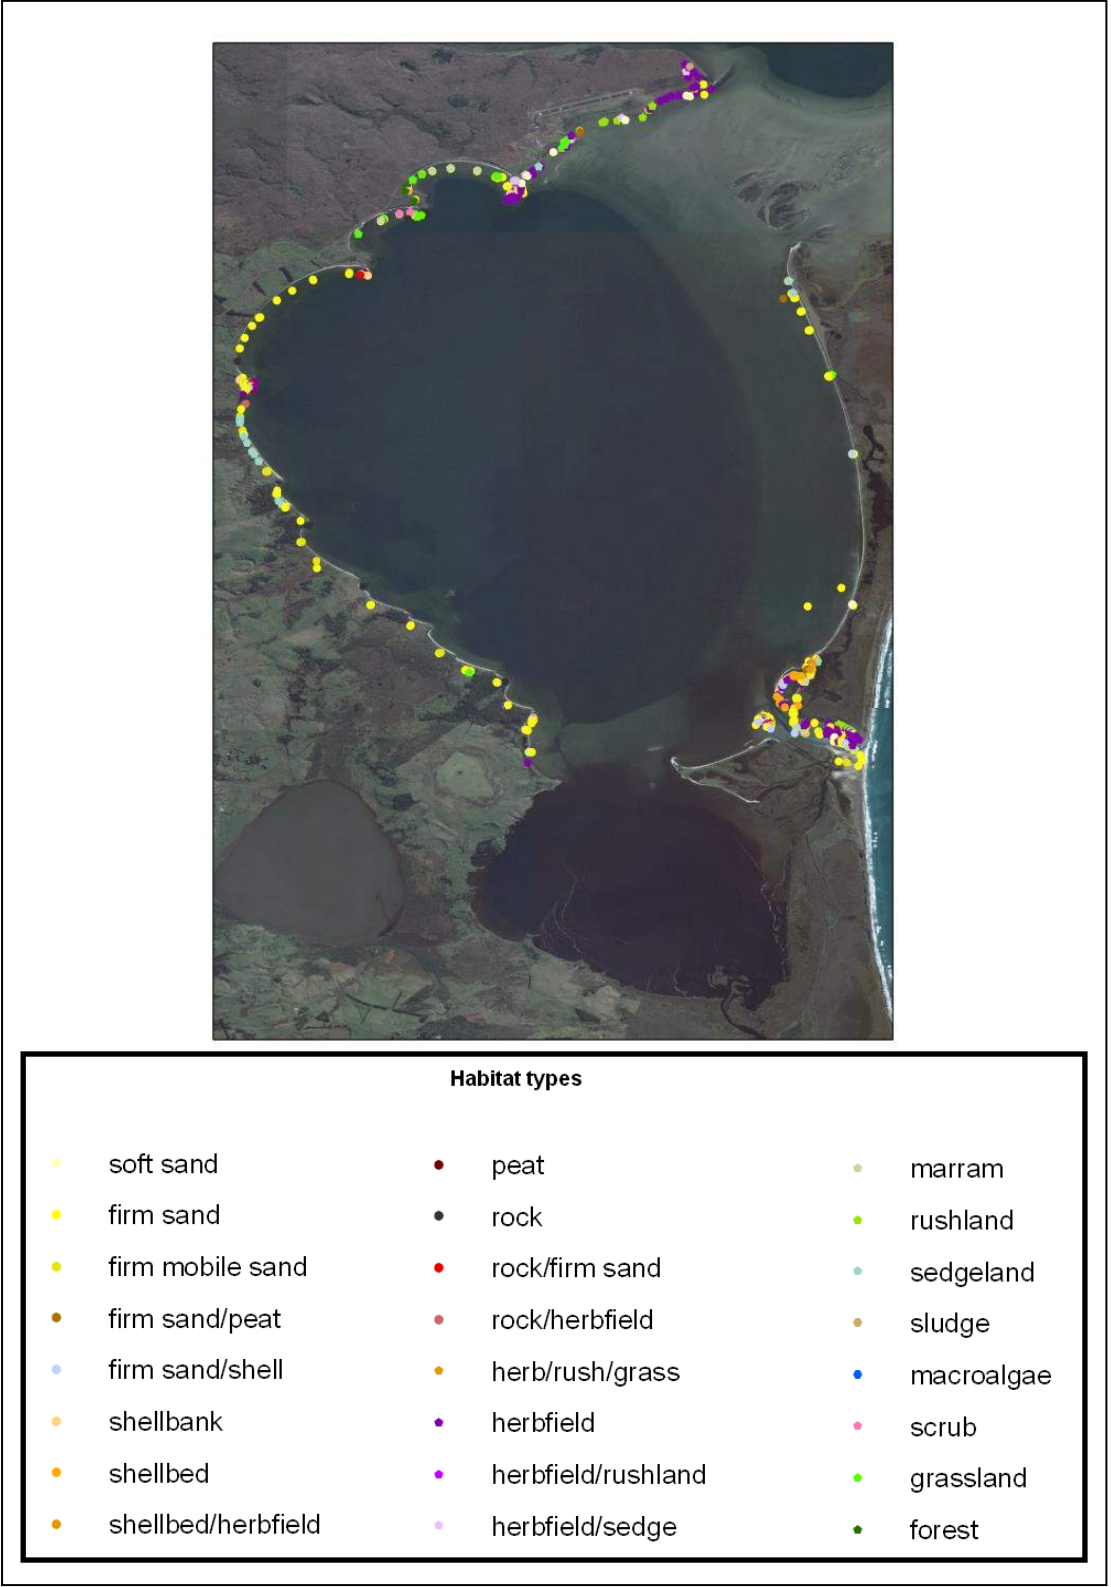 Habitat types
soft sand
firm sand
firm mobile sand
firm sand/peat
firm sand/shell
shellbank
shellbed
shellbed/herbfield
peat
rock
rock/firm sand
rock/herbfield
herb/rush/grass
herbfield
herbfield/rushland
herbfield/sedge
marram
rushland
sedgeland
sludge
macroalgae
scrub
grassland
forest